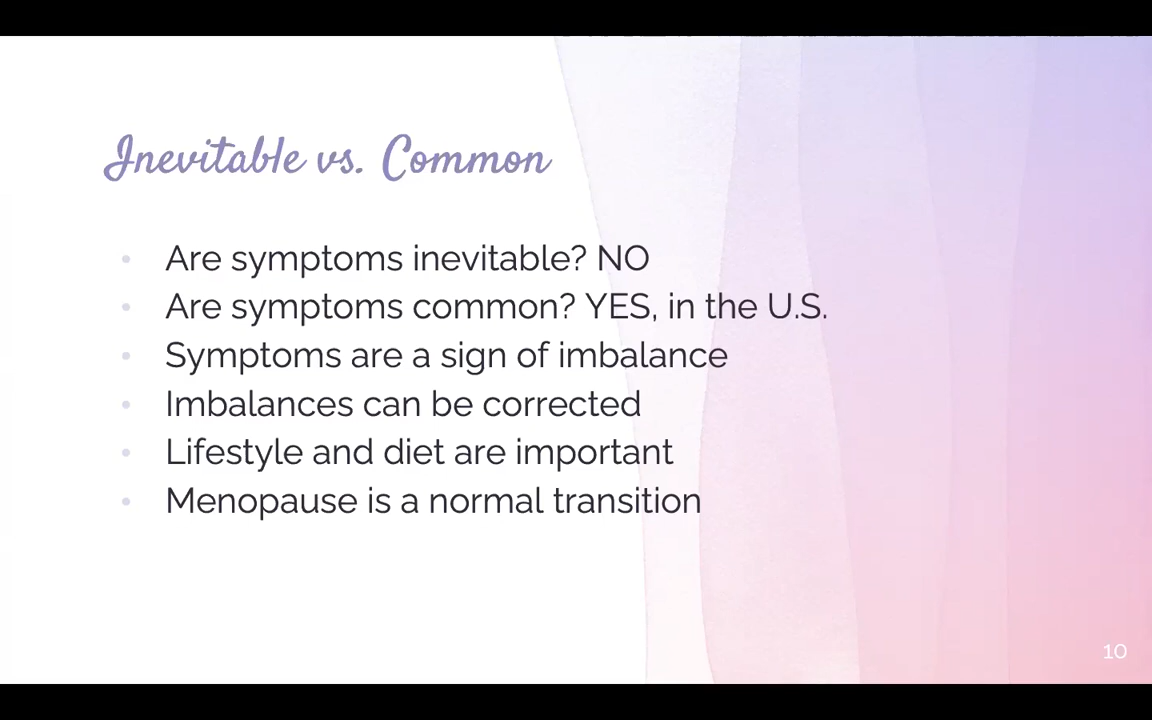 Inevitable vs. Common
• Are symptoms inevitable? NO
• Are symptoms common? YES, in the U.S.
• Symptoms are a sign of imbalance
• Imbalances can be corrected
• Lifestyle and diet are important
• Menopause is a normal transition
10